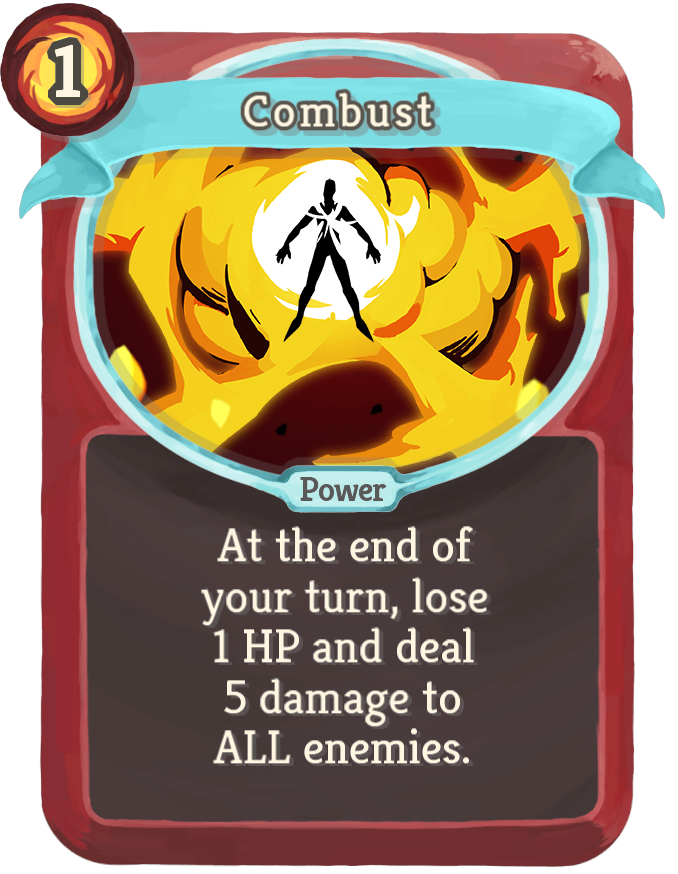 1
Combust
Power
At the end of
your turn, lose
1 HP and deal
5 damage to
ALL enemies.